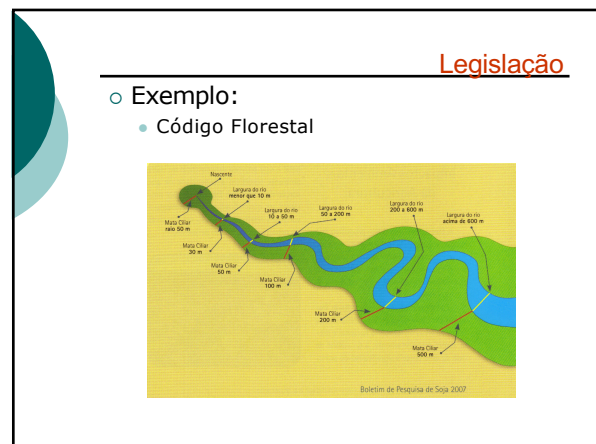 Legislação
Exemplo:
Código Florestal
Nascente
Largura do rio
menor que 10 m
Largura do rio
10 a 50 m
Largura do rio
50 a 200 m
Largura do rio
200 a 600 m
Largura do rio
acima de 600 m
Mata Ciliar
raio 50 m
Mata Ciliar
30 m
Mata Ciliar
50 m
Mata Ciliar
100 m
Mata Ciliar
200 m
Mata Ciliar
500 m
Boletim de Pesquisa de Soja 2007